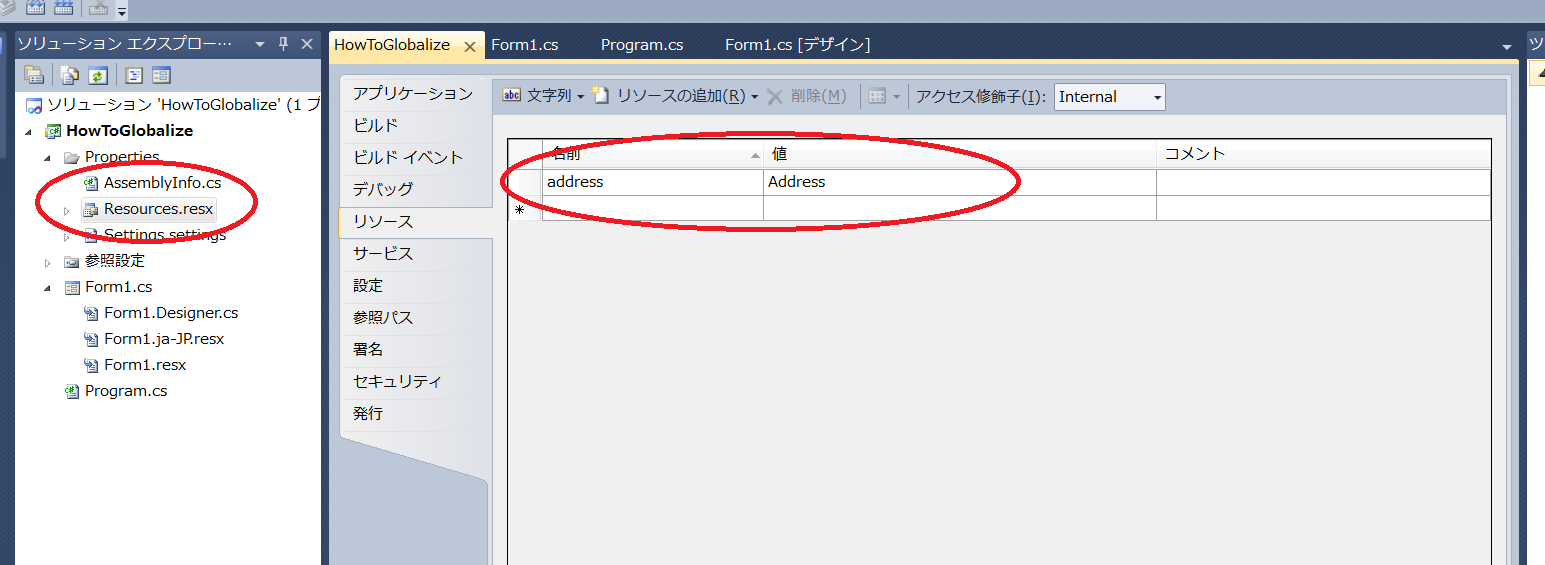 ソリューション エクスプロー…
HowToGlobalize
Form1.cs
Program.cs
Form1.cs [デザイン]
ツ
ソリューション 'HowToGlobalize' (1 プ
HowToGlobalize
Properties
AssemblyInfo.cs
Resources.resx
Settings.settings
参照設定
Form1.cs
Form1.Designer.cs
Form1.ja-JP.resx
Form1.resx
Program.cs
アプリケーション
ビルド
ビルド イベント
デバッグ
リソース
サービス
設定
参照パス
署名
セキュリティ
発行
abc 文字列 リソースの追加(R) 削除(M) アクセス修飾子(I): Internal
名前 値 コメント
address Address
*